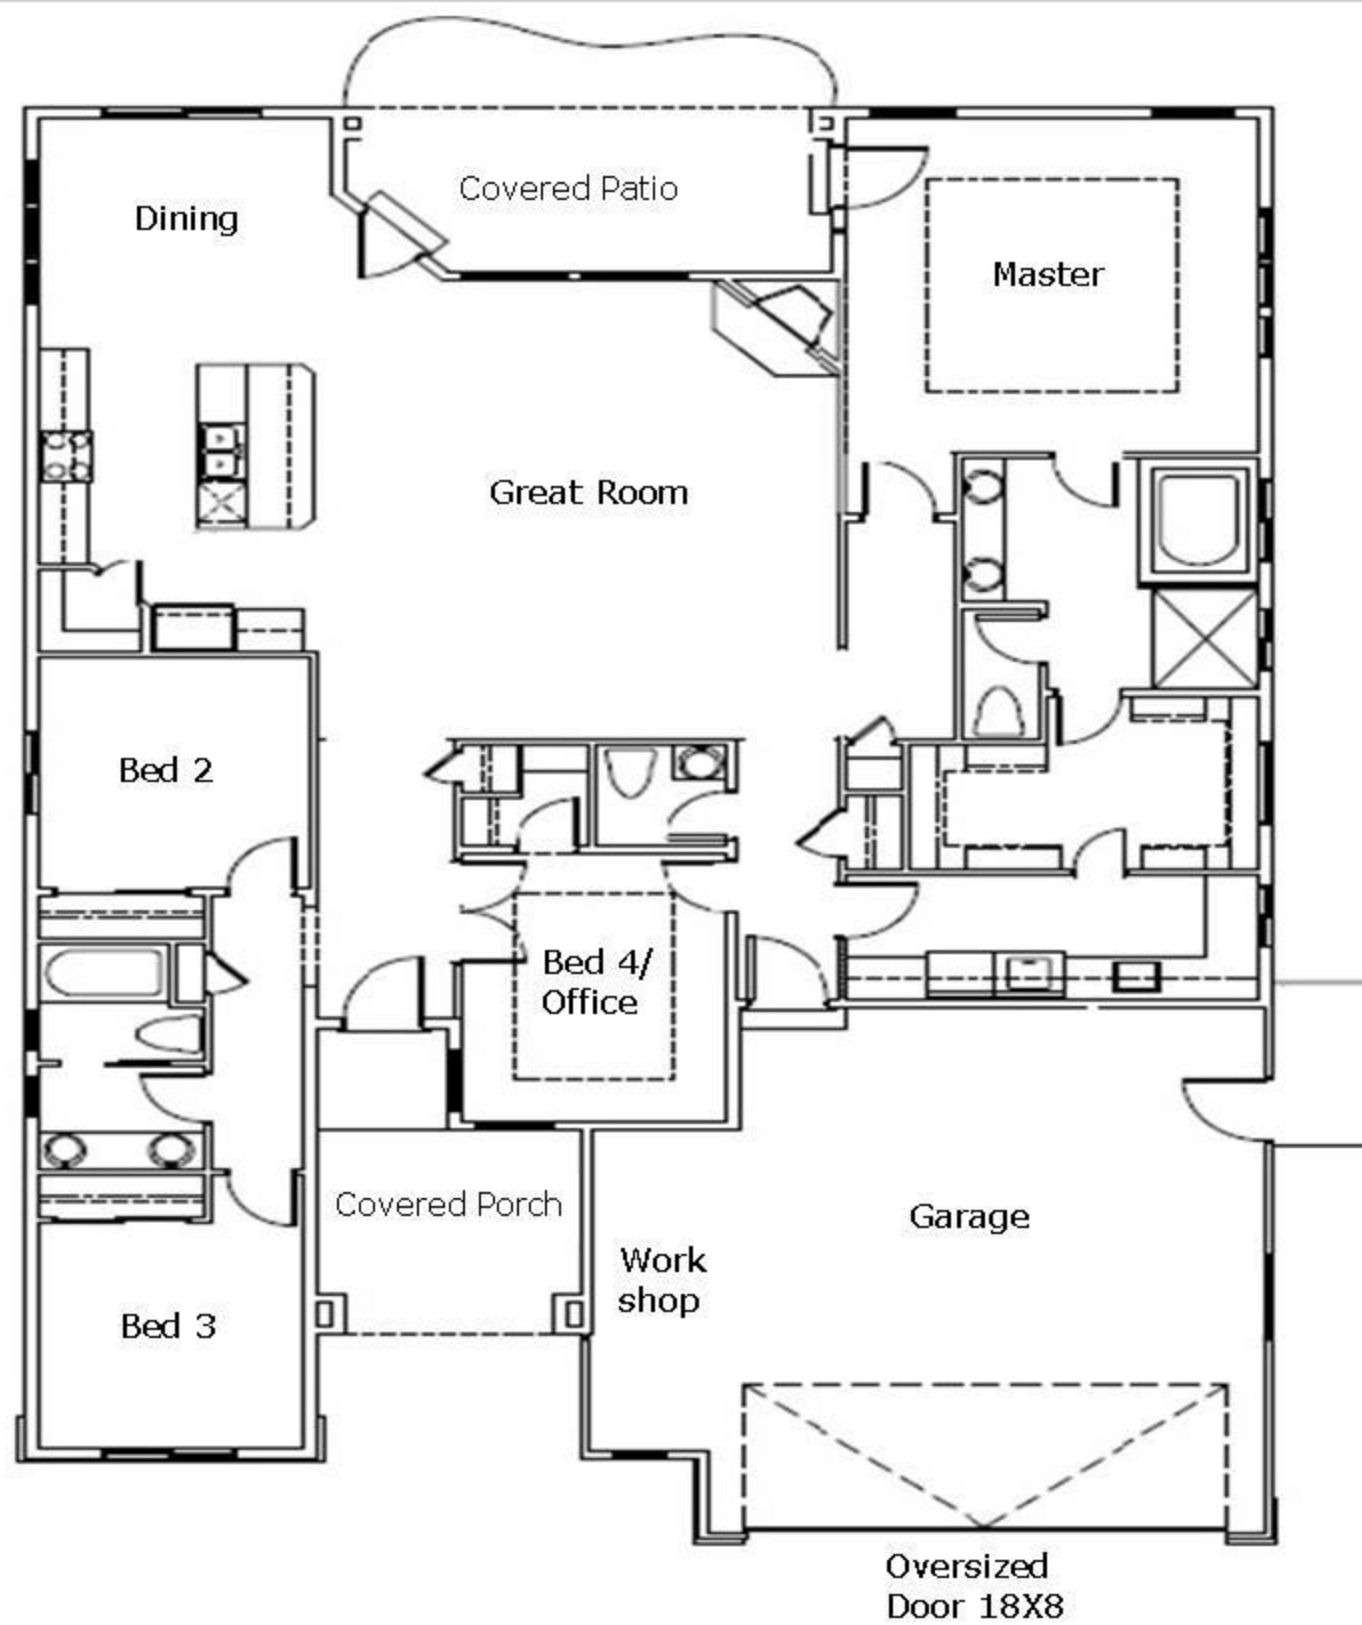 Covered Patio
Dining
Master
Great Room
Bed 2
Bed 4/
Office
Covered Porch
Garage
Work
shop
Bed 3
Oversized
Door 18X8